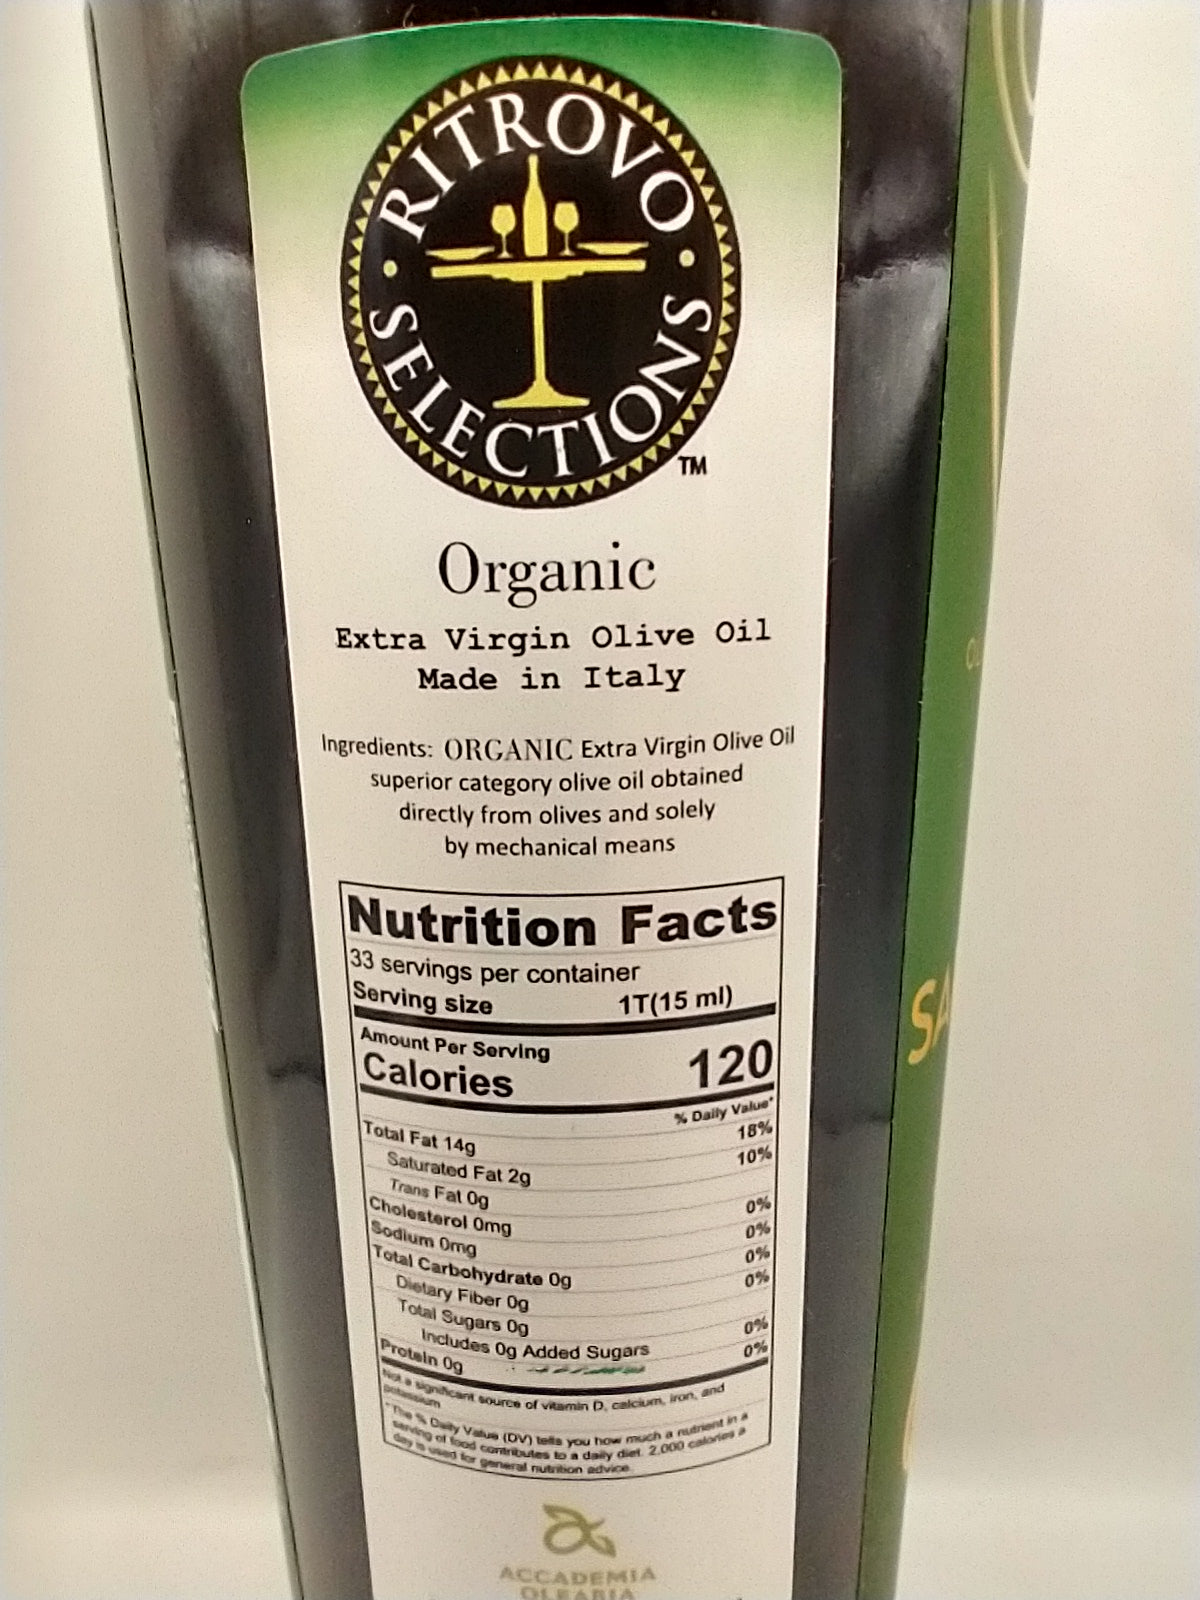 RITROVO
SELECTIONS
TM
Organic
Extra Virgin Olive Oil
Made in Italy
Ingredients: ORGANIC Extra Virgin Olive Oil
superior category olive oil obtained
directly from olives and solely
by mechanical means
Nutrition Facts
33 servings per container
Serving size 1T(15 ml)
Amount Per Serving
Calories 120
% Daily Value*
Total Fat 14g 18%
Saturated Fat 2g 10%
Trans Fat 0g
Cholesterol 0mg 0%
Sodium 0mg 0%
Total Carbohydrate 0g 0%
Dietary Fiber 0g 0%
Total Sugars 0g
Includes 0g Added Sugars 0%
Protein 0g 0%
Not a significant source of vitamin D, calcium, iron, and
potassium
*The % Daily Value (DV) tells you how much a nutrient in a
serving of food contributes to a daily diet. 2,000 calories a
day is used for general nutrition advice.
ACCADEMIA
OLEARIA
SA